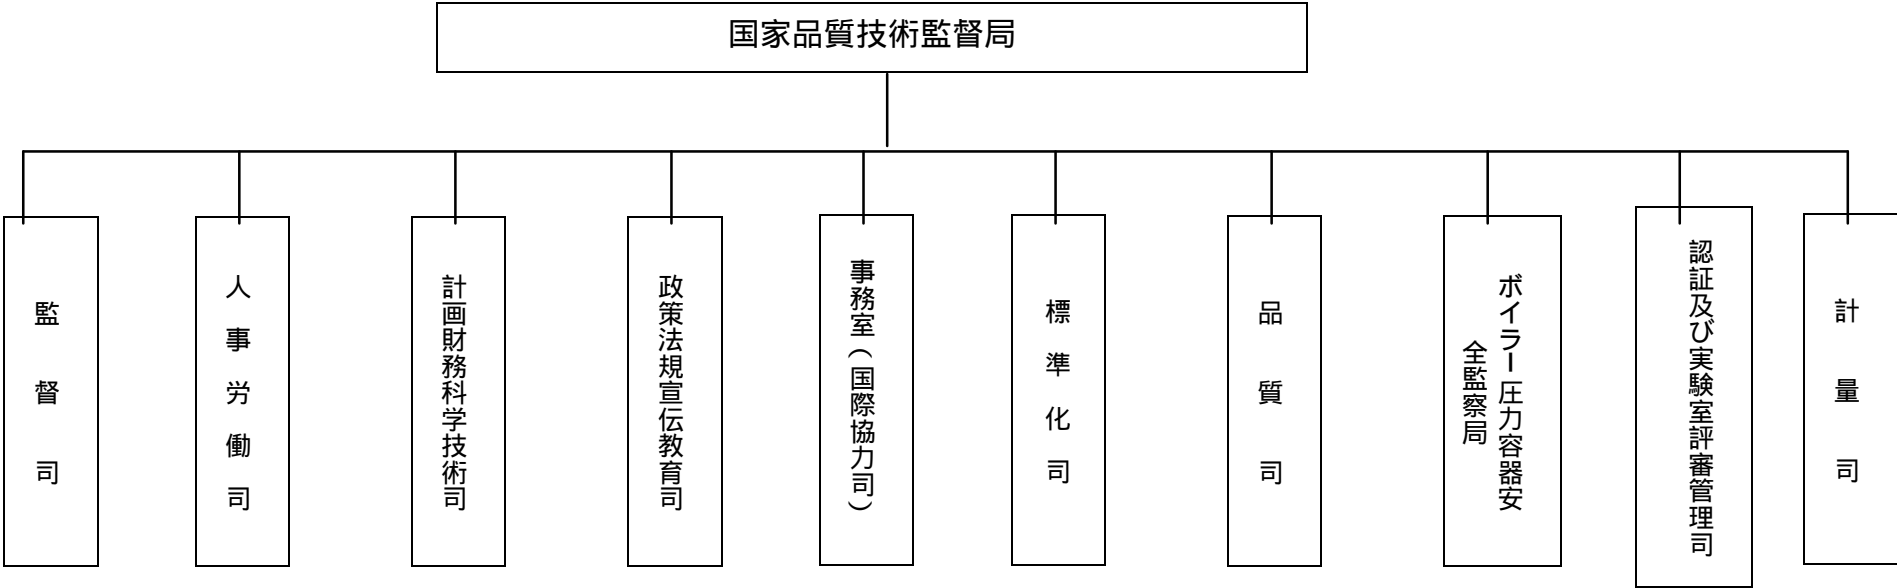 国家品質技術監督局
監督司
人事労働司
計画財務科学技術司
政策法規宣伝教育司
事務室（国際協力司）
標準化司
品質司
ボイラー圧力容器安
全監察局
認証及び実験室評審管理司
計量司